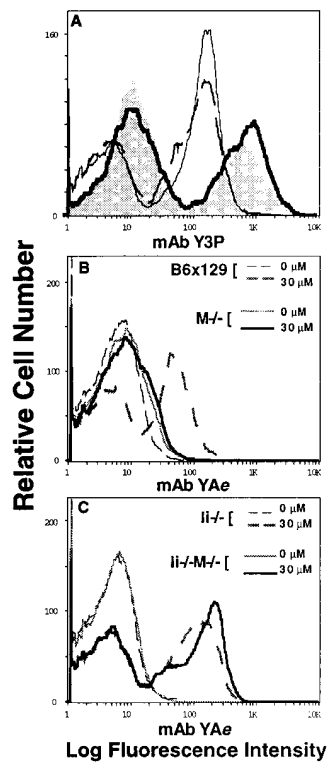 Relative Cell Number
A
160
0
1 10 100 1K 10K
mAb Y3P
B
200
100
0
B6x129 [
0 µM
30 µM
M-/- [
0 µM
30 µM
1 10 100 1K 10K
mAb YAe
C
200
100
0
Ii-/- [
0 µM
30 µM
Ii-/-M-/- [
0 µM
30 µM
1 10 100 1K 10K
mAb YAe
Log Fluorescence Intensity